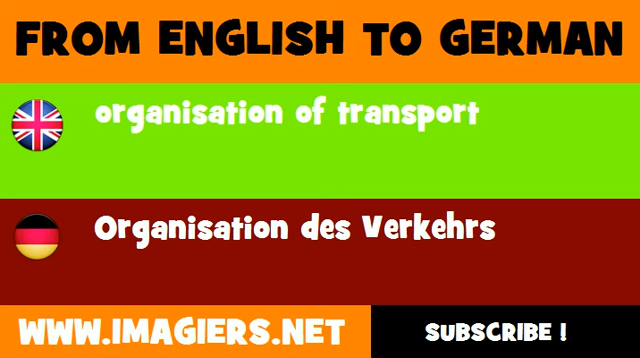 FROM ENGLISH TO GERMAN
organisation of transport
Organisation des Verkehrs
WWW.IMAGIERS.NET
SUBSCRIBE !